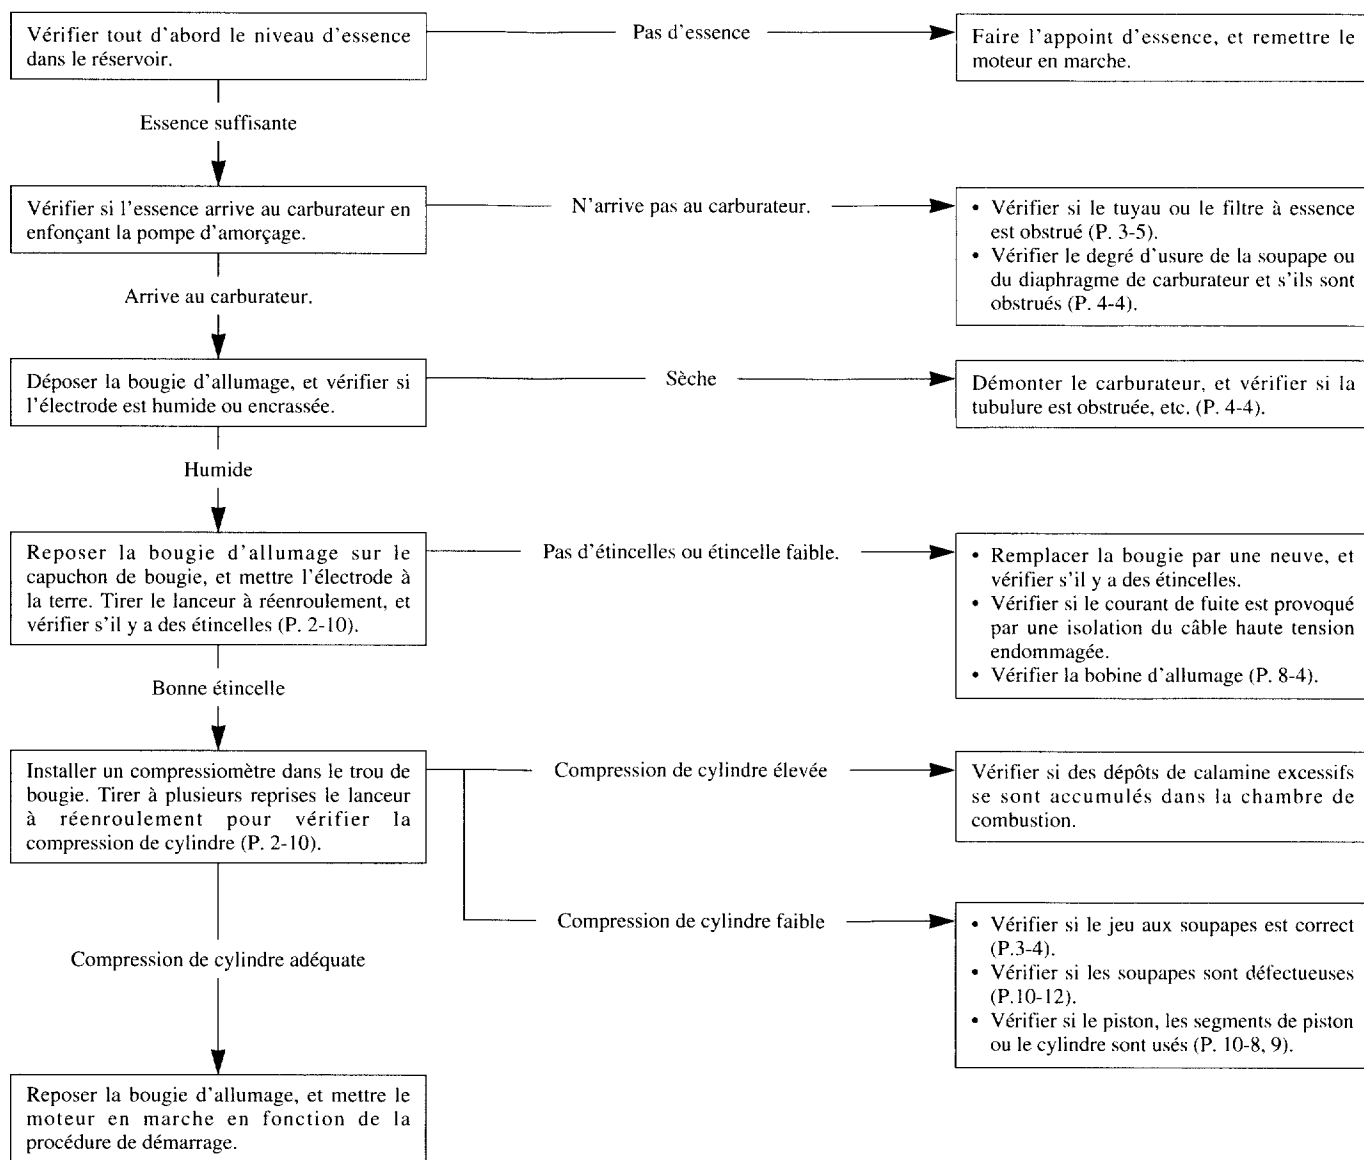 Vérifier tout d'abord le niveau d'essence
dans le réservoir.
Pas d'essence
Faire l'appoint d'essence, et remettre le
moteur en marche.
Essence suffisante
Vérifier si l'essence arrive au carburateur en
enfonçant la pompe d'amorçage.
N'arrive pas au carburateur.
• Vérifier si le tuyau ou le filtre à essence
est obstrué (P. 3-5).
• Vérifier le degré d'usure de la soupape ou
du diaphragme de carburateur et s'ils sont
obstrués (P. 4-4).
Arrive au carburateur.
Déposer la bougie d'allumage, et vérifier si
l'électrode est humide ou encrassée.
Sèche
Démonter le carburateur, et vérifier si la
tubulure est obstruée, etc. (P. 4-4).
Humide
Reposer la bougie d'allumage sur le
capuchon de bougie, et mettre l'électrode à
la terre. Tirer le lanceur à réenroulement, et
vérifier s'il y a des étincelles (P. 2-10).
Pas d'étincelles ou étincelle faible.
• Remplacer la bougie par une neuve, et
vérifier s'il y a des étincelles.
• Vérifier si le courant de fuite est provoqué
par une isolation du câble haute tension
endommagée.
• Vérifier la bobine d'allumage (P. 8-4).
Bonne étincelle
Installer un compressiomètre dans le trou de
bougie. Tirer à plusieurs reprises le lanceur
à réenroulement pour vérifier la
compression de cylindre (P. 2-10).
Compression de cylindre élevée
Vérifier si des dépôts de calamine excessifs
se sont accumulés dans la chambre de
combustion.
Compression de cylindre faible
• Vérifier si le jeu aux soupapes est correct
(P.3-4).
• Vérifier si les soupapes sont défectueuses
(P.10-12).
• Vérifier si le piston, les segments de piston
ou le cylindre sont usés (P. 10-8, 9).
Compression de cylindre adéquate
Reposer la bougie d'allumage, et mettre le
moteur en marche en fonction de la
procédure de démarrage.